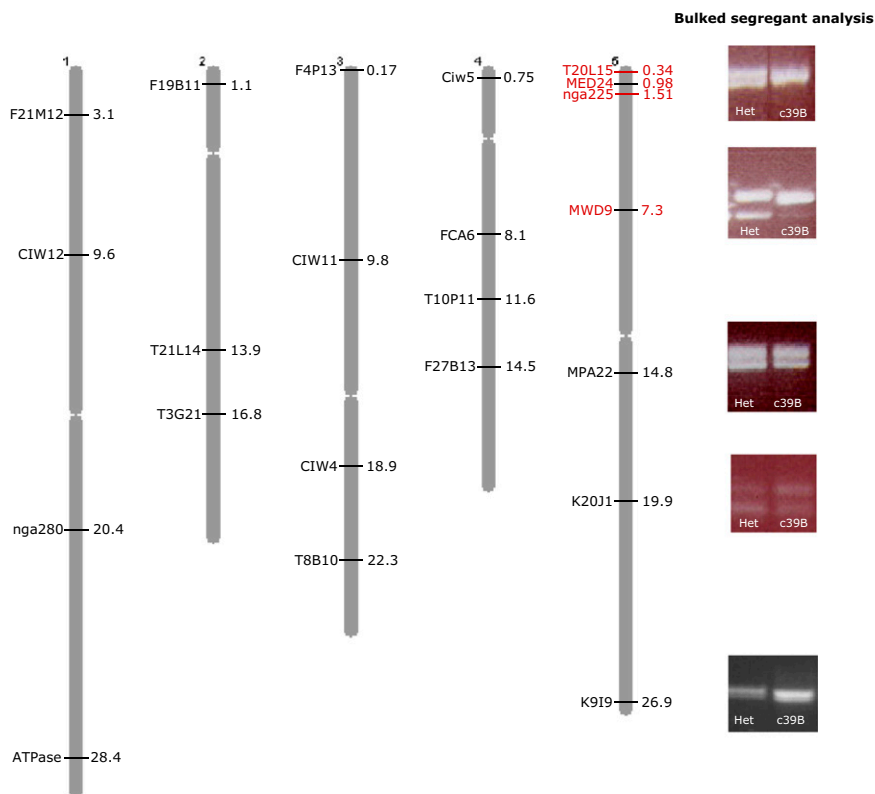 Bulked segregant analysis
1
F21M12 3.1
CIW12 9.6
nga280 20.4
ATPase 28.4
2
F19B11 1.1
T21L14 13.9
T3G21 16.8
3
F4P13 0.17
CIW11 9.8
CIW4 18.9
T8B10 22.3
4
Ciw5 0.75
FCA6 8.1
T10P11 11.6
F27B13 14.5
5
T20L15 0.34
MED24 0.98
nga225 1.51
MWD9 7.3
MPA22 14.8
K20J1 19.9
K9I9 26.9
Het c39B
Het c39B
Het c39B
Het c39B
Het c39B